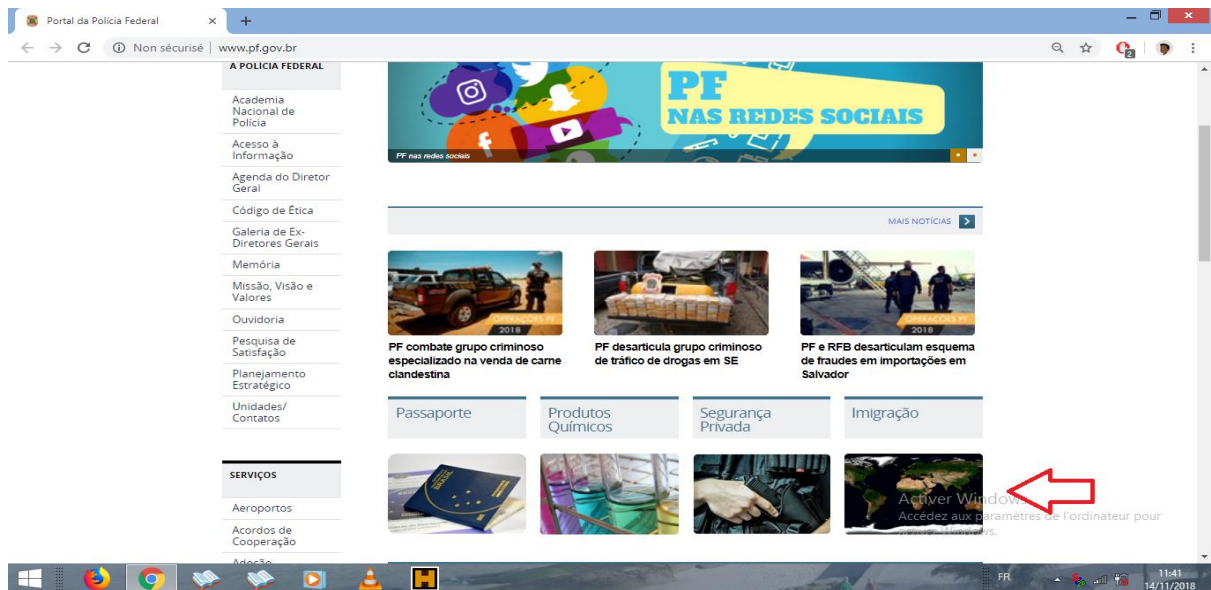 Portal da Polícia Federal
Non sécurisé | www.pf.gov.br
A POLÍCIA FEDERAL
Academia
Nacional de
Polícia
Acesso à
Informação
Agenda do Diretor
Geral
Código de Ética
Galeria de Ex-
Diretores Gerais
Memória
Missão, Visão e
Valores
Ouvidoria
Pesquisa de
Satisfação
Planejamento
Estratégico
Unidades/
Contatos
SERVIÇOS
Aeroportos
Acordos de
Cooperação
Adoção
PF
NAS REDES SOCIAIS
PF nas redes sociais
MAIS NOTÍCIAS
OPERAÇÕES PF
2018
OPERAÇÕES PF
2018
PF combate grupo criminoso
especializado na venda de carne
clandestina
PF desarticula grupo criminoso
de tráfico de drogas em SE
PF e RFB desarticulam esquema
de fraudes em importações em
Salvador
Passaporte
Produtos
Químicos
Segurança
Privada
Imigração
BRASIL
Activer Windows
Accédez aux paramètres de l'ordinateur pour
activer Windows.
2
FR
11:41
14/11/2018